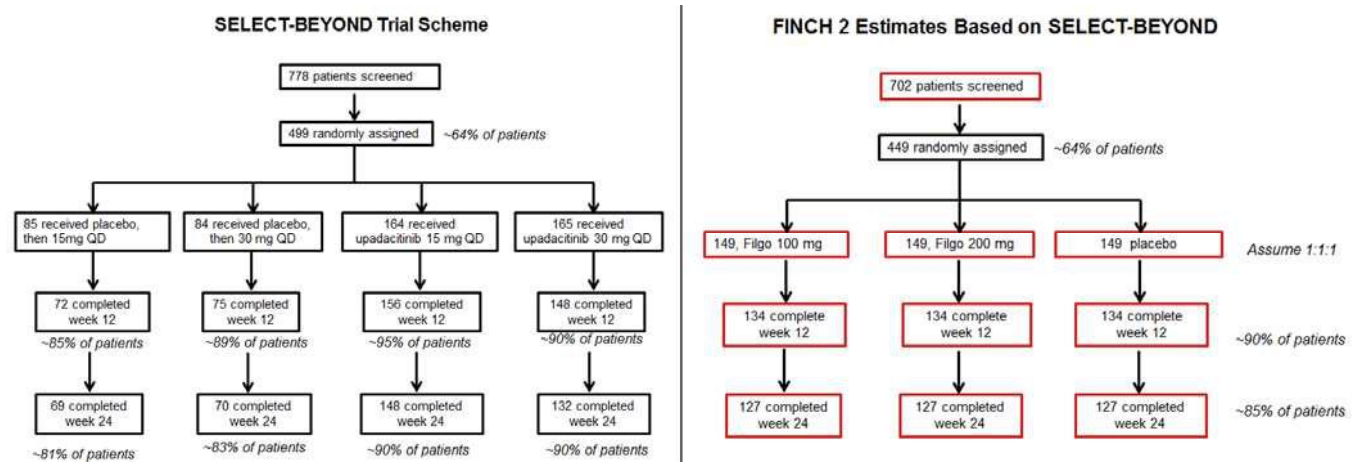 SELECT-BEYOND Trial Scheme
778 patients screened
499 randomly assigned
~64% of patients
85 received placebo,
then 15mg QD
84 received placebo,
then 30 mg QD
164 received
upadacitinib 15 mg QD
165 received
upadacitinib 30 mg QD
72 completed
week 12
75 completed
week 12
156 completed
week 12
148 completed
week 12
~85% of patients
~89% of patients
~95% of patients
~90% of patients
69 completed
week 24
70 completed
week 24
148 completed
week 24
132 completed
week 24
~81% of patients
~83% of patients
~90% of patients
~90% of patients
FINCH 2 Estimates Based on SELECT-BEYOND
702 patients screened
449 randomly assigned
~64% of patients
149, Filgo 100 mg
149, Filgo 200 mg
149 placebo
Assume 1:1:1
134 complete
week 12
134 complete
week 12
134 complete
week 12
~90% of patients
127 completed
week 24
127 completed
week 24
127 completed
week 24
~85% of patients